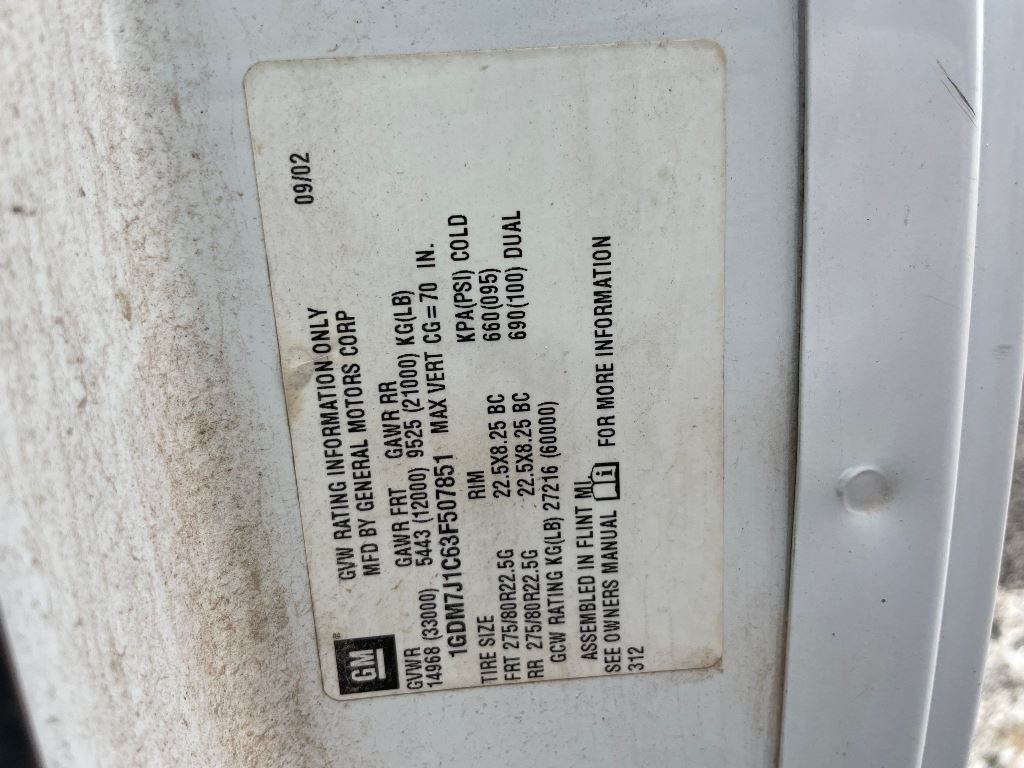 GM®
GVW RATING INFORMATION ONLY 09/02
MFD BY GENERAL MOTORS CORP
GVWR GAWR FRT GAWR RR
14968 (33000) 5443 (12000) 9525 (21000) KG(LB)
1GDM7J1C63F507851 MAX VERT CG=70 IN.
TIRE SIZE RIM KPA(PSI) COLD
FRT 275/80R22.5G 22.5X8.25 BC 660(095)
RR 275/80R22.5G 22.5X8.25 BC 690(100) DUAL
GCW RATING KG(LB) 27216 (60000)
ASSEMBLED IN FLINT MI
SEE OWNERS MANUAL i FOR MORE INFORMATION
312